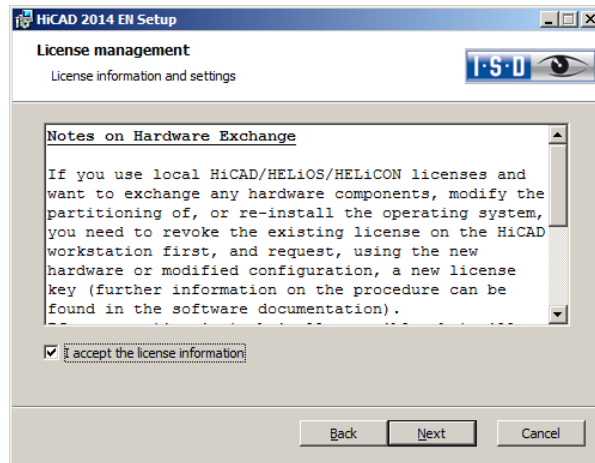 HiCAD 2014 EN Setup
License management
License information and settings
I·S·D
Notes on Hardware Exchange
If you use local HiCAD/HELiOS/HELiCON licenses and
want to exchange any hardware components, modify the
partitioning of, or re-install the operating system,
you need to revoke the existing license on the HiCAD
workstation first, and request, using the new
hardware or modified configuration, a new license
key (further information on the procedure can be
found in the software documentation).
I accept the license information
Back
Next
Cancel